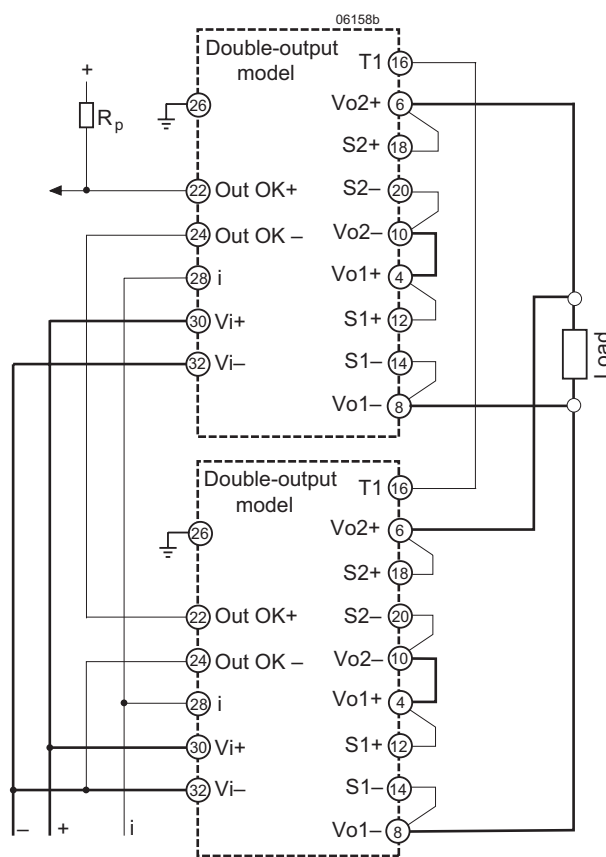 06158b
Double-output
model
T1 16
+
Vo2+ 6
26
Rp
S2+ 18
22 Out OK+
S2– 20
24 Out OK –
Vo2– 10
28 i
Vo1+ 4
30 Vi+
S1+ 12
32 Vi–
S1– 14
Load
Vo1– 8
Double-output
model
T1 16
26
Vo2+ 6
S2+ 18
22 Out OK+
S2– 20
24 Out OK –
Vo2– 10
28 i
Vo1+ 4
30 Vi+
S1+ 12
32 Vi–
S1– 14
– + i
Vo1– 8